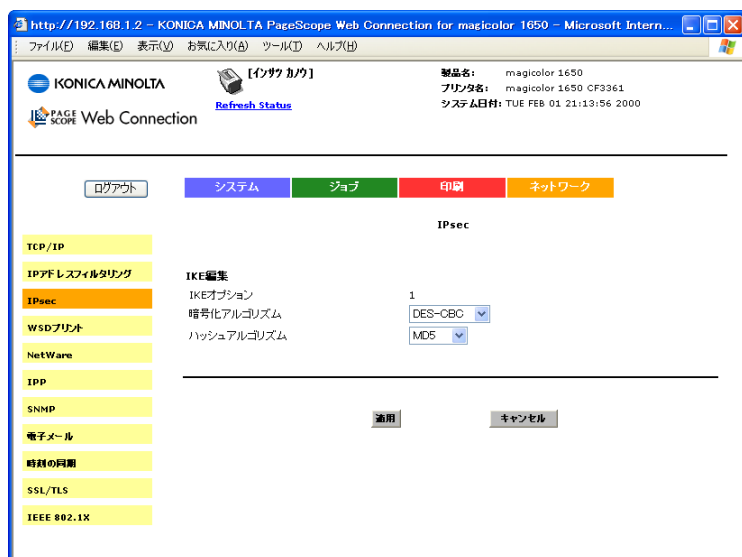 http://192.168.1.2 - KONICA MINOLTA PageScope Web Connection for magicolor 1650 - Microsoft Intern...
ファイル(F) 編集(E) 表示(V) お気に入り(A) ツール(T) ヘルプ(H)
KONICA MINOLTA
[インサツ カノウ]
製品名: magicolor 1650
プリンタ名: magicolor 1650 CF3361
Refresh Status
システム日付: TUE FEB 01 21:13:56 2000
PAGE SCOPE Web Connection
ログアウト
システム ジョブ 印刷 ネットワーク
IPsec
TCP/IP
IPアドレスフィルタリング
IPsec
WSDプリント
NetWare
IPP
SNMP
電子メール
時刻の同期
SSL/TLS
IEEE 802.1X
IKE編集
IKEオプション 1
暗号化アルゴリズム DES-CBC
ハッシュアルゴリズム MD5
適用 キャンセル